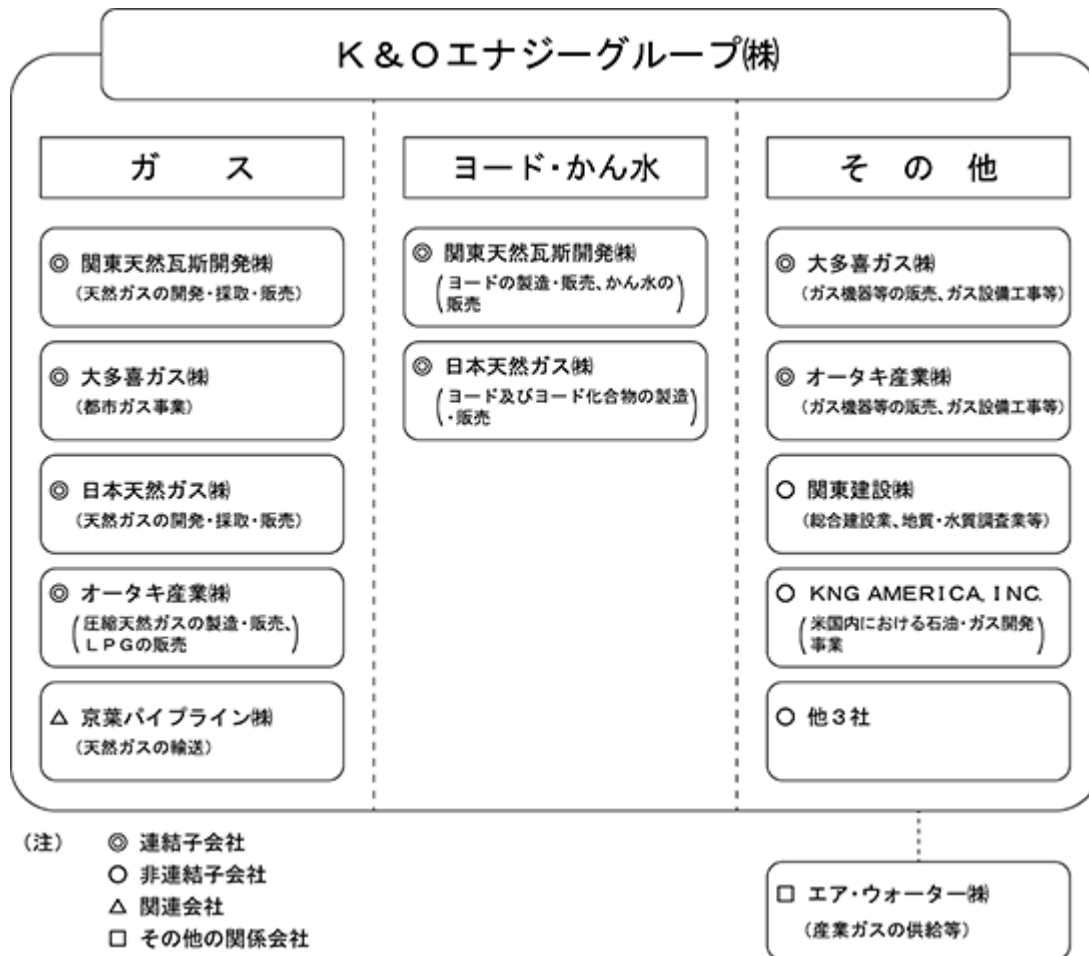 K&Oエナジーグループ㈱
ガス
◎ 関東天然瓦斯開発㈱
(天然ガスの開発・採取・販売)
◎ 大多喜ガス㈱
(都市ガス事業)
◎ 日本天然ガス㈱
(天然ガスの開発・採取・販売)
◎ オータキ産業㈱
(圧縮天然ガスの製造・販売、
LPGの販売)
△ 京葉パイプライン㈱
(天然ガスの輸送)
ヨード・かん水
◎ 関東天然瓦斯開発㈱
(ヨードの製造・販売、かん水の
販売)
◎ 日本天然ガス㈱
(ヨード及びヨード化合物の製造
・販売)
その他
◎ 大多喜ガス㈱
(ガス機器等の販売、ガス設備工事等)
◎ オータキ産業㈱
(ガス機器等の販売、ガス設備工事等)
○ 関東建設㈱
(総合建設業、地質・水質調査業等)
○ KNG AMERICA, INC.
(米国内における石油・ガス開発
事業)
○ 他3社
□ エア・ウォーター㈱
(産業ガスの供給等)
(注) ◎ 連結子会社
○ 非連結子会社
△ 関連会社
□ その他の関係会社